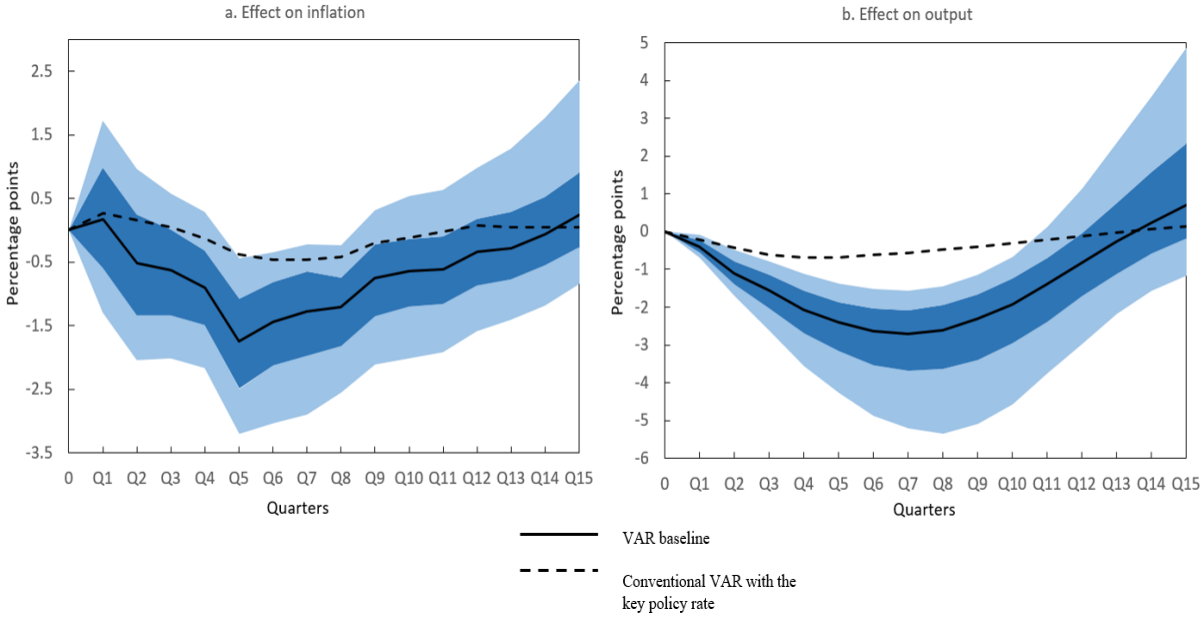 a. Effect on inflation
Percentage points
2.5
1.5
0.5
-0.5
-1.5
-2.5
-3.5
0 Q1 Q2 Q3 Q4 Q5 Q6 Q7 Q8 Q9 Q10 Q11 Q12 Q13 Q14 Q15
Quarters
b. Effect on output
Percentage points
5
4
3
2
1
0
-1
-2
-3
-4
-5
-6
0 Q1 Q2 Q3 Q4 Q5 Q6 Q7 Q8 Q9 Q10 Q11 Q12 Q13 Q14 Q15
Quarters
VAR baseline
Conventional VAR with the
key policy rate